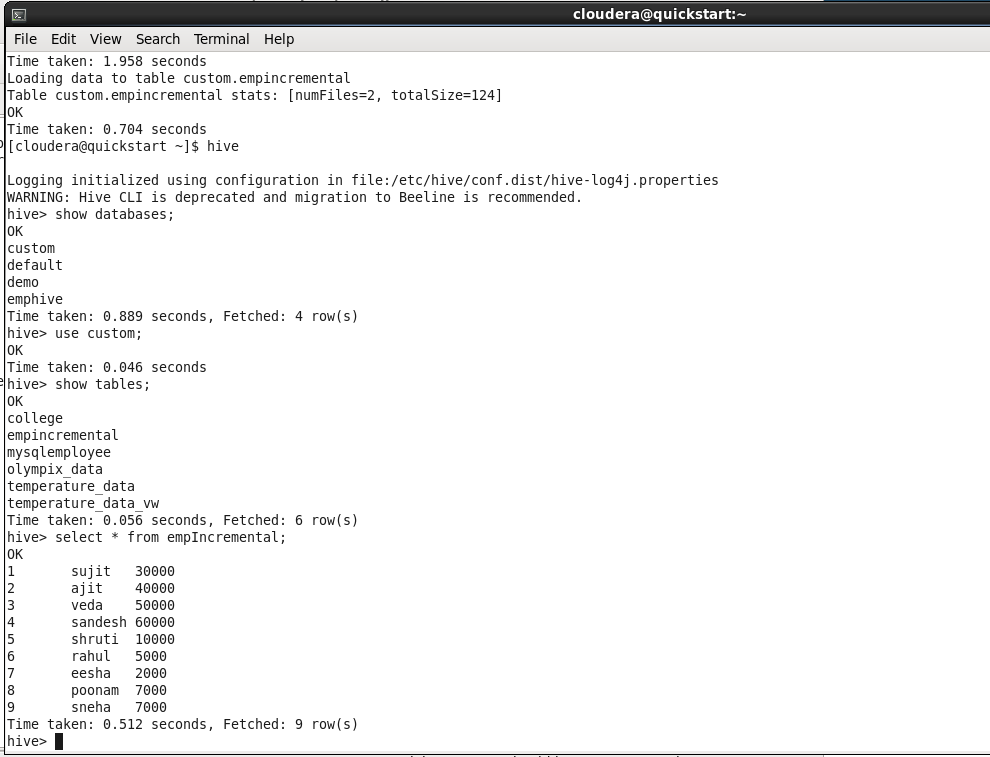 cloudera@quickstart:~
File Edit View Search Terminal Help
Time taken: 1.958 seconds
Loading data to table custom.empincremental
Table custom.empincremental stats: [numFiles=2, totalSize=124]
OK
Time taken: 0.704 seconds
[cloudera@quickstart ~]$ hive
Logging initialized using configuration in file:/etc/hive/conf.dist/hive-log4j.properties
WARNING: Hive CLI is deprecated and migration to Beeline is recommended.
hive> show databases;
OK
custom
default
demo
emphive
Time taken: 0.889 seconds, Fetched: 4 row(s)
hive> use custom;
OK
Time taken: 0.046 seconds
hive> show tables;
OK
college
empincremental
mysqlemployee
olympix_data
temperature_data
temperature_data_vw
Time taken: 0.056 seconds, Fetched: 6 row(s)
hive> select * from empIncremental;
OK
1 sujit 30000
2 ajit 40000
3 veda 50000
4 sandesh 60000
5 shruti 10000
6 rahul 5000
7 eesha 2000
8 poonam 7000
9 sneha 7000
Time taken: 0.512 seconds, Fetched: 9 row(s)
hive>